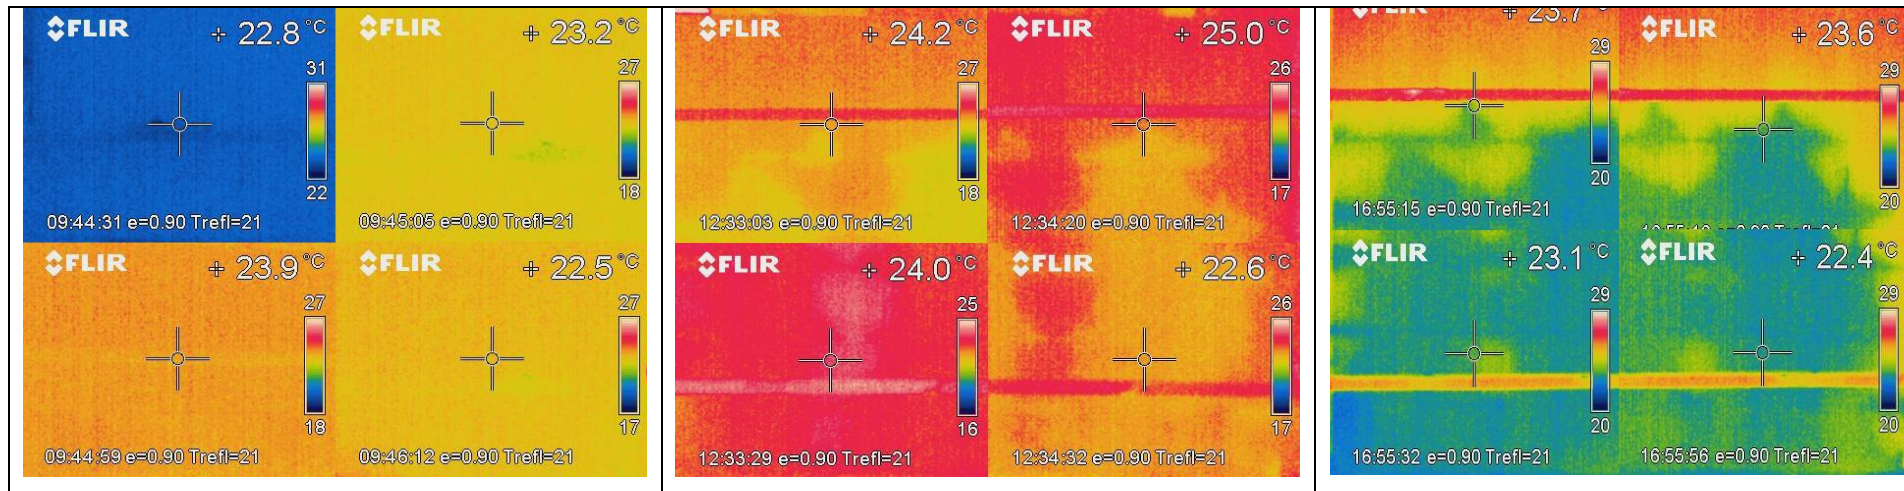 FLIR + 22.8 °C
31
22
09:44:31 e=0.90 Trefl=21
FLIR + 23.2 °C
27
18
09:45:05 e=0.90 Trefl=21
FLIR + 23.9 °C
27
18
09:44:59 e=0.90 Trefl=21
FLIR + 22.5 °C
27
17
09:46:12 e=0.90 Trefl=21
FLIR + 24.2 °C
27
18
12:33:03 e=0.90 Trefl=21
FLIR + 25.0 °C
26
17
12:34:20 e=0.90 Trefl=21
FLIR + 24.0 °C
25
16
12:33:29 e=0.90 Trefl=21
FLIR + 22.6 °C
26
17
12:34:32 e=0.90 Trefl=21
FLIR + 23.7 °C
29
20
16:55:15 e=0.90 Trefl=21
FLIR + 23.6 °C
29
20
e=0.90 Trefl=21
FLIR + 23.1 °C
29
20
16:55:32 e=0.90 Trefl=21
FLIR + 22.4 °C
29
20
16:55:56 e=0.90 Trefl=21